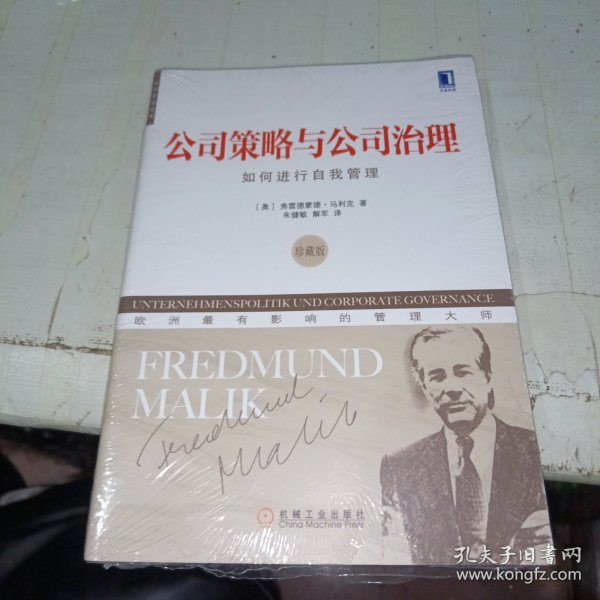 公司策略与公司治理
如何进行自我管理
[奥] 弗雷德蒙德·马利克 著
朱健敏 解军 译
珍藏版
UNTERNEHMENSPOLITIK UND CORPORATE GOVERNANCE
欧洲最有影响的管理大师
FREDMUND
MALIK
Fredmund
Malik
机械工业出版社
China Machine Press
孔夫子旧书网
www.kongfz.com